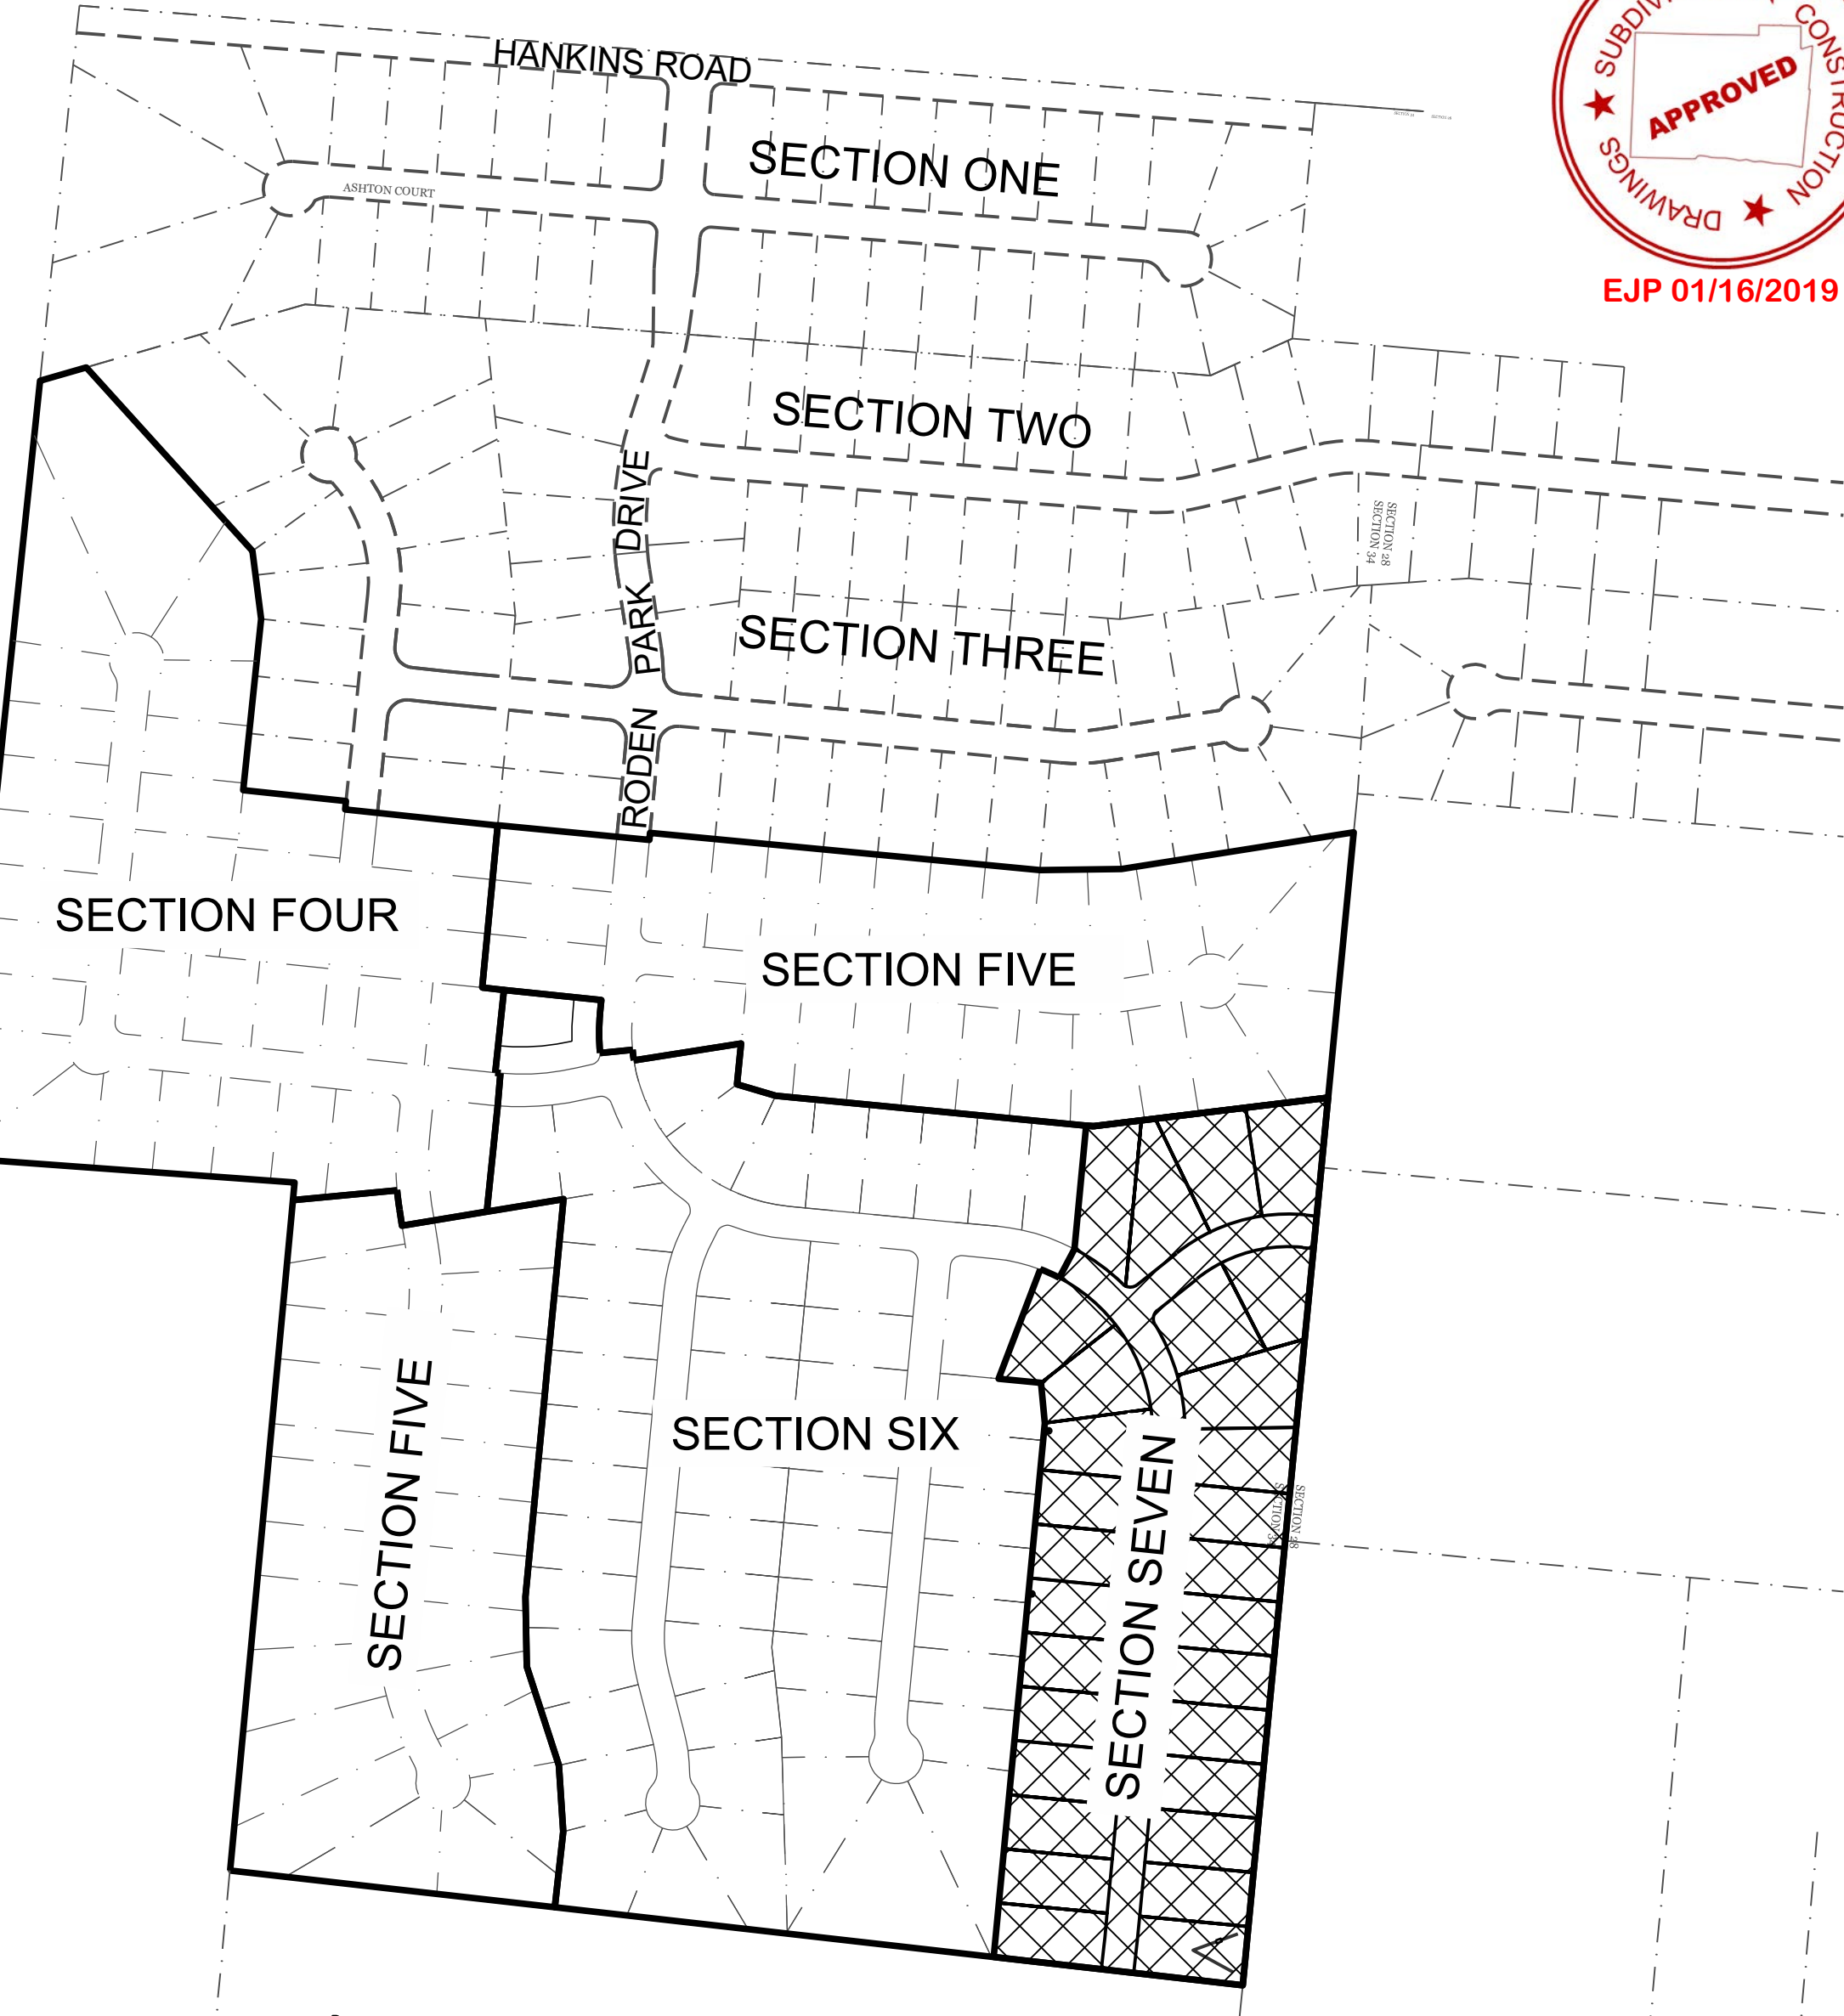 HANKINS ROAD
SECTION ONE
ASHTON COURT
APPROVED
CONSTRUCTION
DRAWINGS
EJP 01/16/2019
SECTION TWO
RODEN PARK DRIVE
SECTION 28
SECTION 34
SECTION THREE
SECTION FOUR
SECTION FIVE
SECTION SIX
SECTION FIVE
SECTION SEVEN
SECTION 28